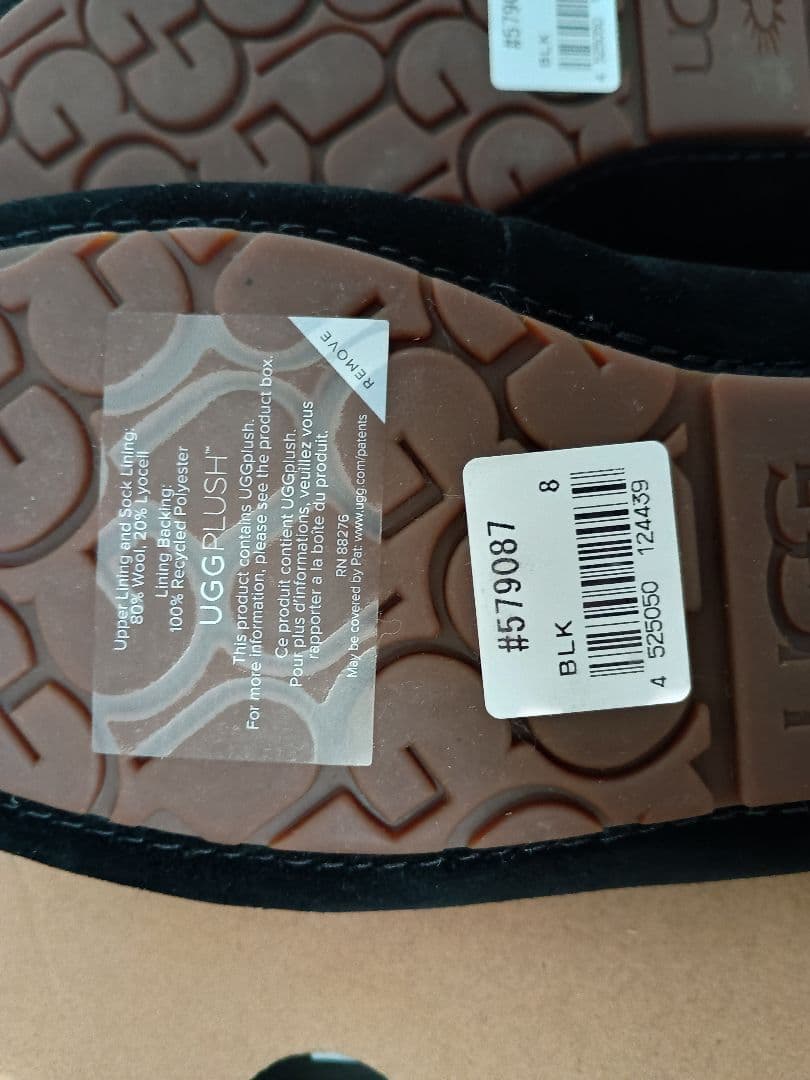 Upper Lining and Sock Lining:
80% Wool, 20% Lyocell
Lining Backing:
100% Recycled Polyester
UGGPLUSH™
This product contains UGGplush.
For more information, please see the product box.
Ce produit contient UGGplush.
Pour plus d'informations, veuillez vous
rapporter a la boîte du produit.
RN 88276
May be covered by Pat: www.ugg.com/patents
REMOVE
#579087
8
BLK
4 525050 124439
UGG
#579
BLK
UGG